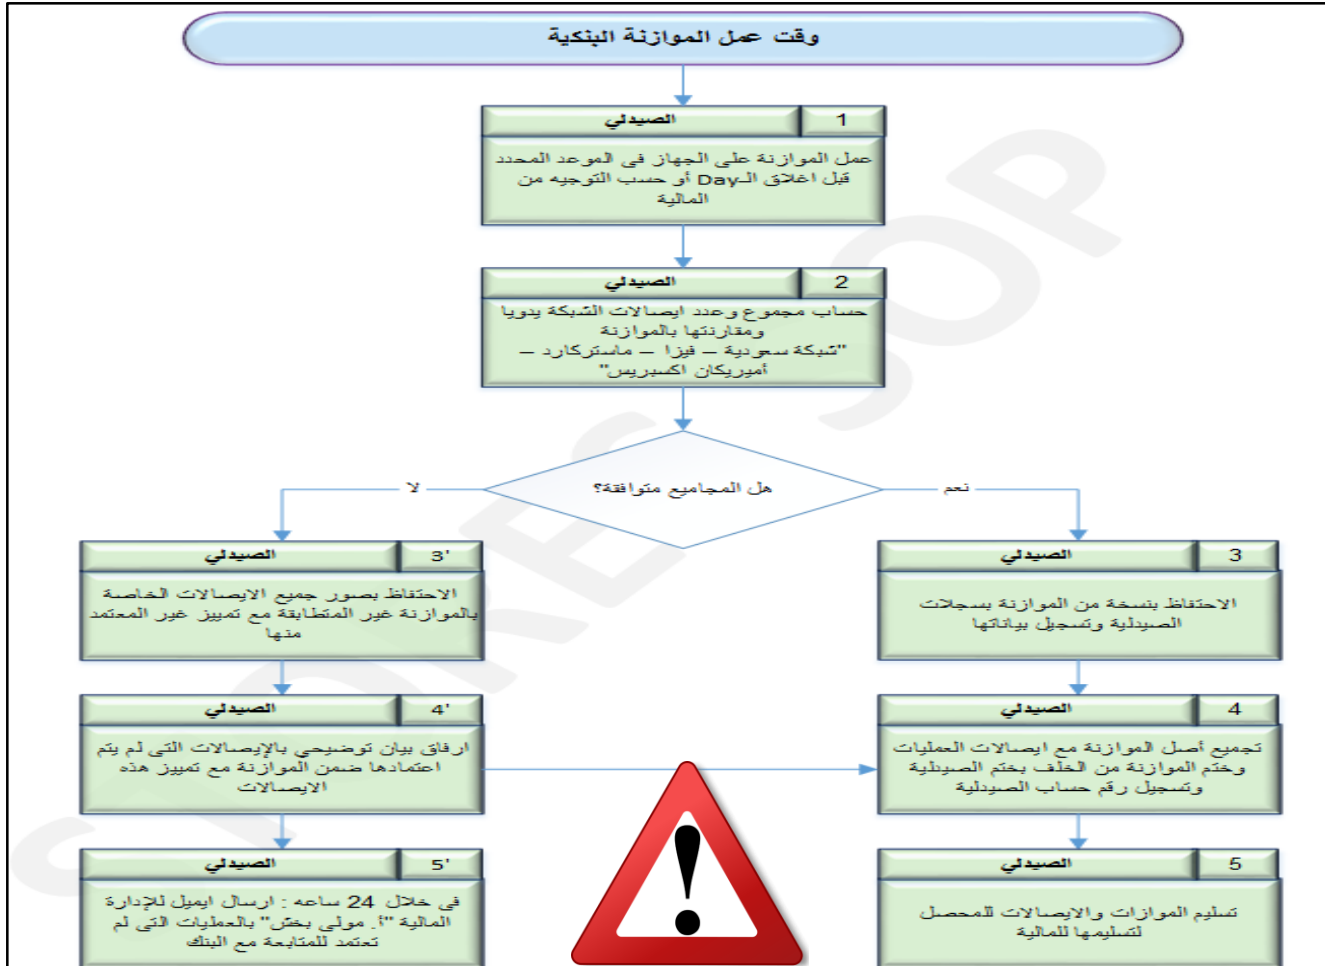 وقت عمل الموازنة البنكية
1 الصيدلي
عمل الموازنة على الجهاز فى الموعد المحدد
قبل اغلاق الـDay أو حسب التوجيه من
المالية
2 الصيدلي
حساب مجموع وعدد ايصالات الشبكة يدويا
ومقارنتها بالموازنة
"شبكة سعودية – فيزا – ماستركارد –
أميريكان اكسبريس"
هل المجاميع متوافقة؟
نعم
لا
3 الصيدلي
الاحتفاظ بنسخة من الموازنة بسجلات
الصيدلية وتسجيل بياناتها
3' الصيدلي
الاحتفاظ بصور جميع الايصالات الخاصة
بالموازنة غير المتطابقة مع تمييز غير المعتمد
منها
4 الصيدلي
تجميع أصل الموازنة مع ايصالات العمليات
وختم الموازنة من الخلف بختم الصيدلية
وتسجيل رقم حساب الصيدلية
4' الصيدلي
ارفاق بيان توضيحي بالإيصالات التى لم يتم
اعتمادها ضمن الموازنة مع تمييز هذه
الايصالات
5 الصيدلي
تسليم الموازات والايصالات للمحصل
لتسليمها للمالية
5' الصيدلي
فى خلال 24 ساعه : ارسال ايميل للإدارة
المالية "أ. مولى بخش" بالعمليات التى لم
تعتمد للمتابعة مع البنك
STORE SOP